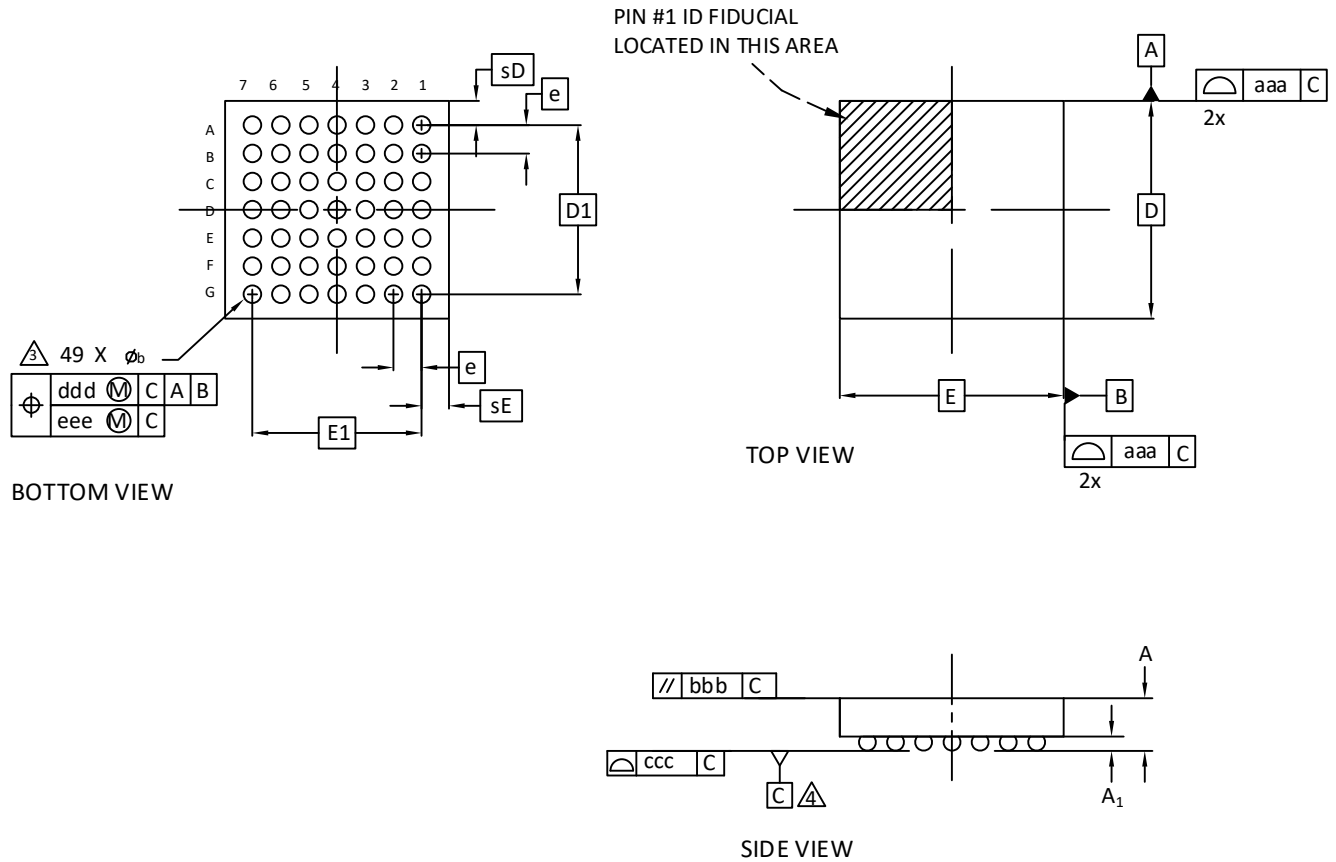 PIN #1 ID FIDUCIAL
LOCATED IN THIS AREA
sD
e
7 6 5 4 3 2 1
A
B
C
D
E
F
G
D1
3 49 X øb
ddd M C A B
eee M C
e
sE
E1
BOTTOM VIEW
A
aaa C
2x
D
E
B
aaa C
2x
TOP VIEW
// bbb C
A
ccc C
C 4
A1
SIDE VIEW